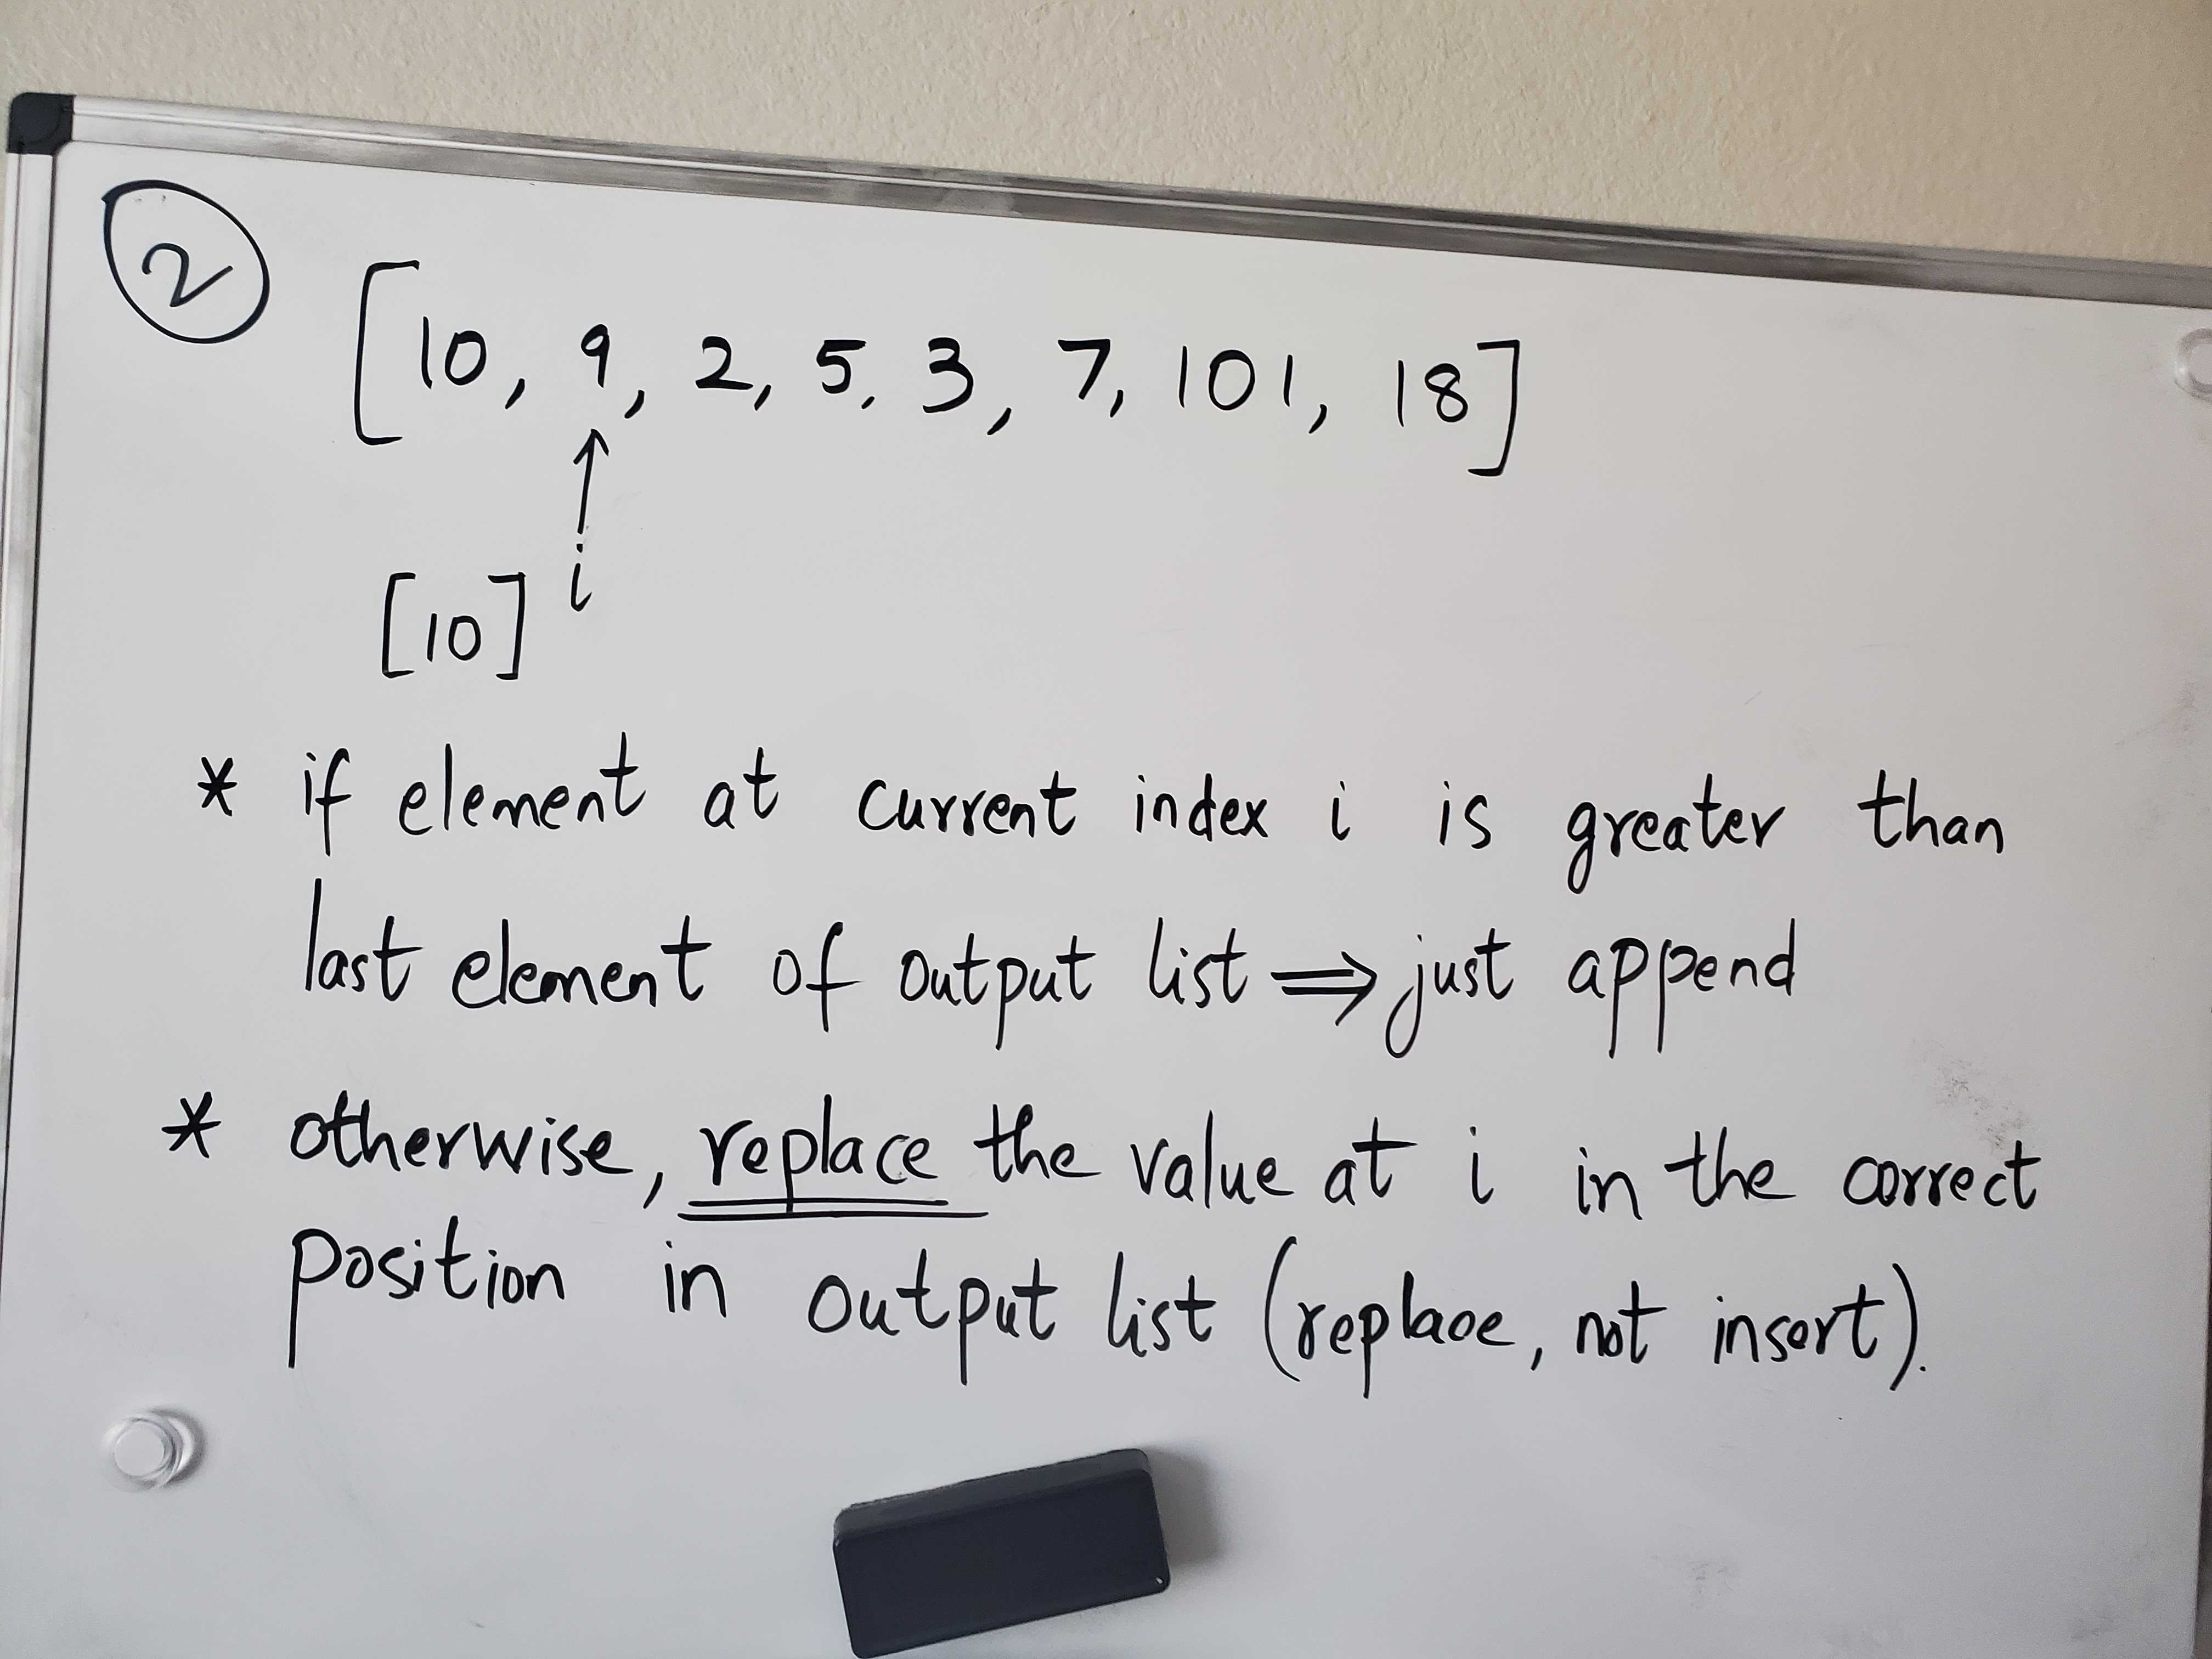 2
[10, 9, 2, 5, 3, 7, 101, 18]
i
[10]
* if element at current index i is greater than
last element of output list ⇒ just append
* otherwise, replace the value at i in the correct
position in output list (replace, not insert).